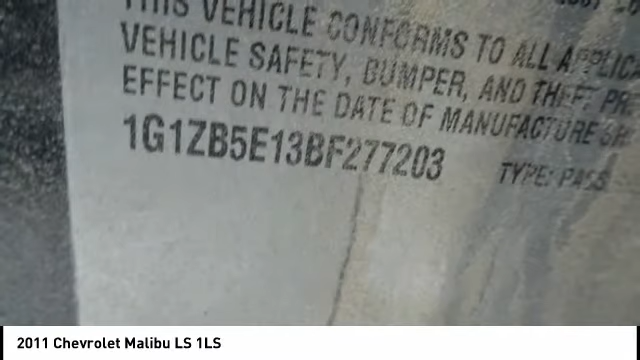 THIS VEHICLE CONFORMS TO ALL
VEHICLE SAFETY, BUMPER, AND THEFT
EFFECT ON THE DATE OF MANUFACTURE
1G1ZB5E13BF277203 TYPE: PASS
2011 Chevrolet Malibu LS 1LS